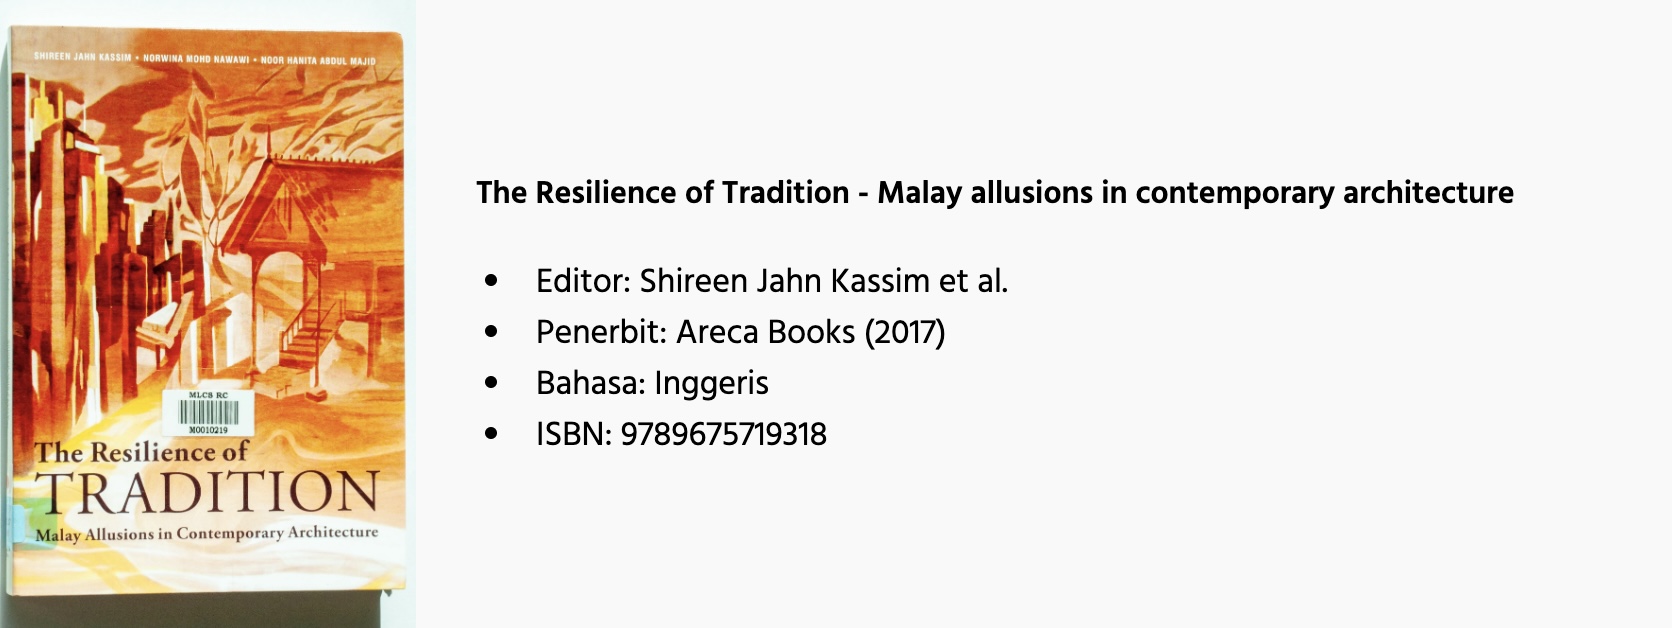 SHIREEN JAHN KASSIM • NORWINA MOHD NAWAWI • NOOR HANITA ABDUL MAJID
MLCS RC
M0010219
The Resilience of
TRADITION
Malay Allusions in Contemporary Architecture
The Resilience of Tradition - Malay allusions in contemporary architecture
• Editor: Shireen Jahn Kassim et al.
• Penerbit: Areca Books (2017)
• Bahasa: Inggeris
• ISBN: 9789675719318